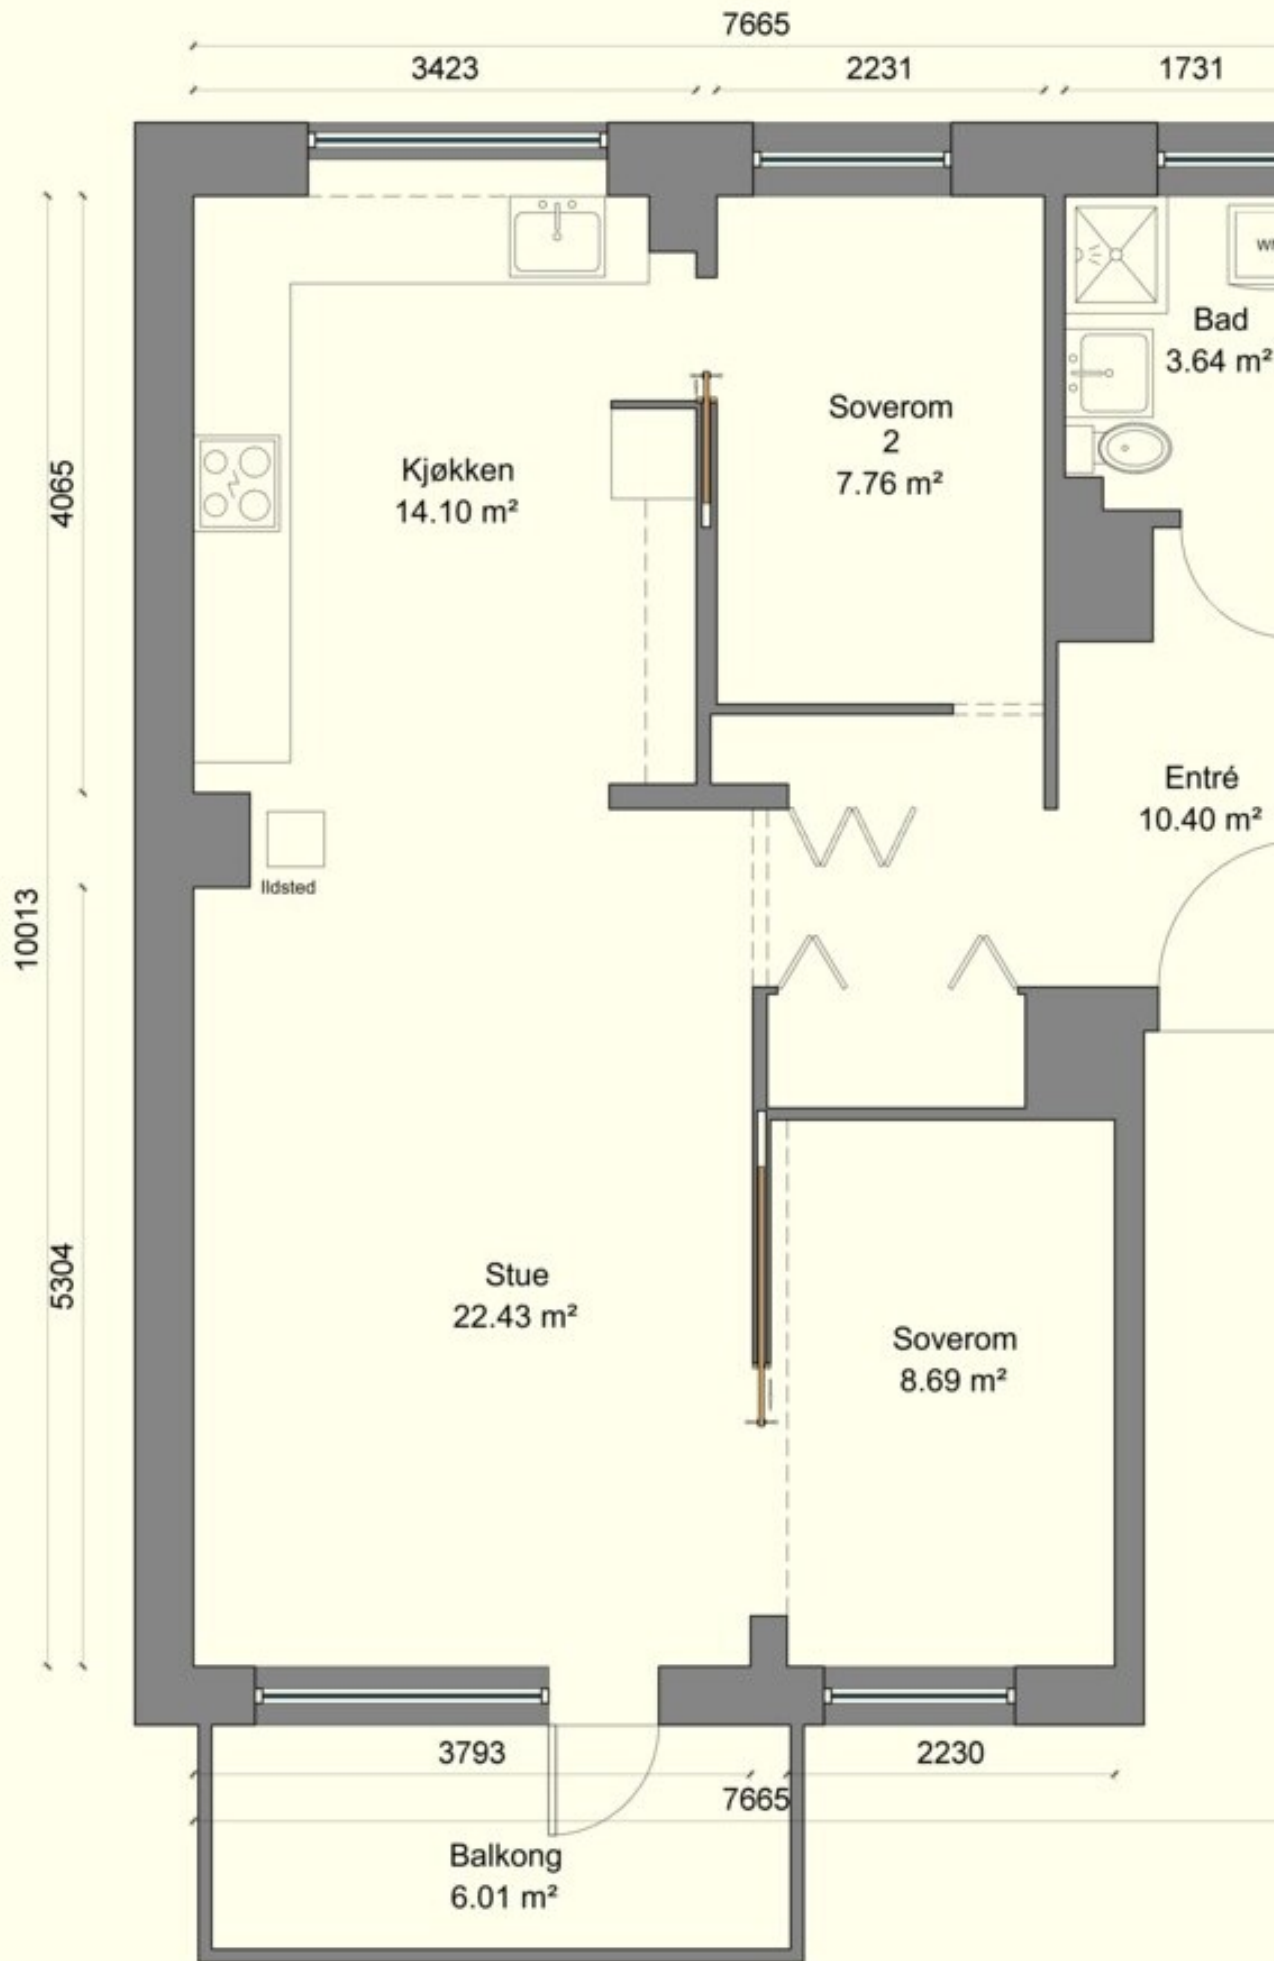 7665
3423
2231
1731
Bad
3.64 m²
Soverom
2
7.76 m²
Kjøkken
14.10 m²
4065
Entré
10.40 m²
Ildsted
10013
5304
Stue
22.43 m²
Soverom
8.69 m²
3793
2230
7665
Balkong
6.01 m²